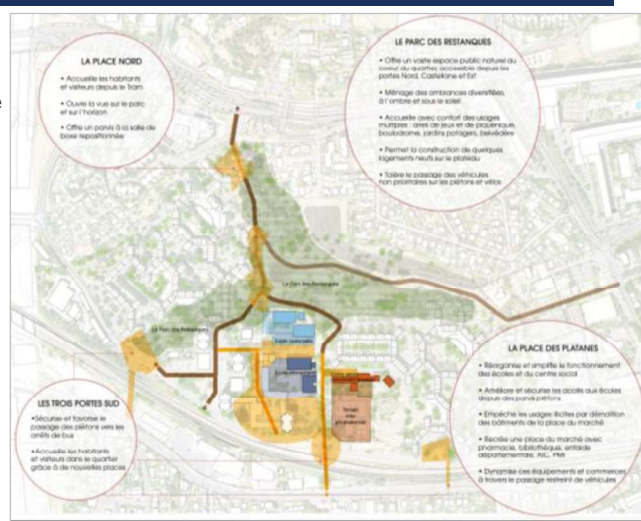 e
LA PLACE NORD
• Accueille les habitants
et visiteurs depuis le Tram
• Ouvre la vue sur le parc
et sur l'horizon
• Offre un parvis à la salle de
boxe repositionnée
LE PARC DES RESTANQUES
• Offre un vaste espace public naturel au
coeur du quartier, accessible depuis les
portes Nord, Castellane et Est
• Ménage des ambiances diversifiées,
à l'ombre et sous le soleil
• Accueille avec confort des usages
multiples : aires de jeux et de piquenique,
boulodrome, jardins potagers, belvédère
• Permet la construction de quelques
logements neufs sur le plateau
• Tolère le passage des véhicules
non prioritaires sur les piétons et vélos
Le Parc des Restanques
Le Parc des Restanques
Ecole maternelle
Terrain
LES TROIS PORTES SUD
•Sécurise et favorise le
passage des piétons vers les
arrêts de bus
•Accueille les habitants
et visiteurs dans le quartier
grâce à de nouvelles places
LA PLACE DES PLATANES
• Réorganise et simplifie le fonctionnement
des écoles et du centre social
• Améliore et sécurise les accès aux écoles
depuis des parvis piétons
• Empêche les usages illicites par démolition
des bâtiments de la place du marché
• Recrée une place du marché avec
pharmacie, bibliothèque, entraide
départementale, AIC, PMI
• Dynamise ces équipements et commerces
à travers le passage restreint de véhicules